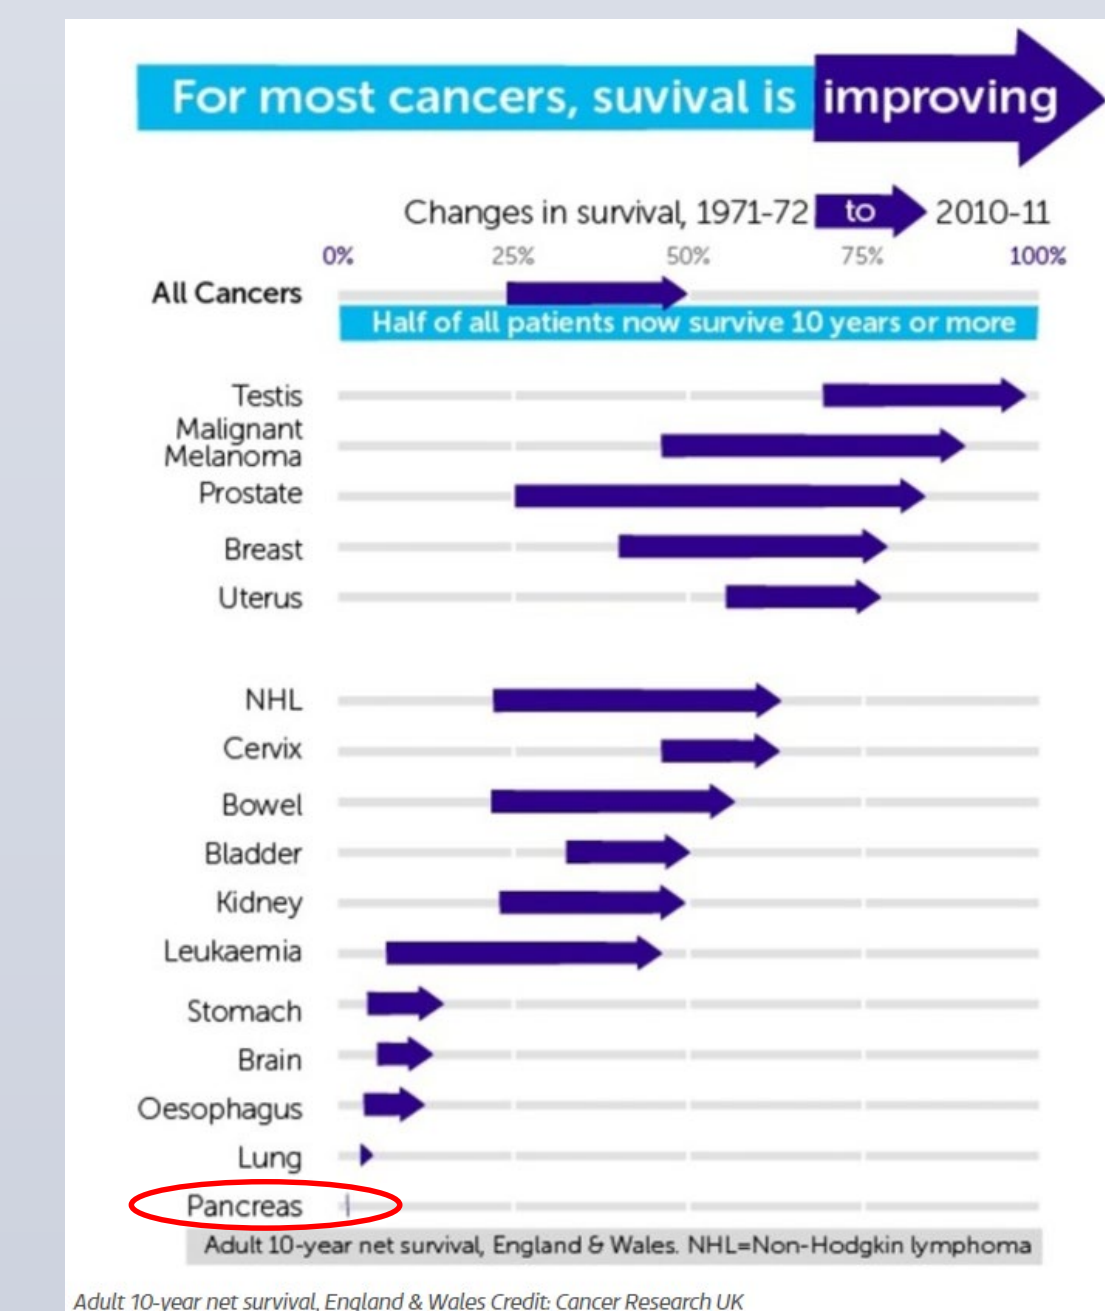 For most cancers, suvival is improving
Changes in survival, 1971-72 to 2010-11
0% 25% 50% 75% 100%
All Cancers
Half of all patients now survive 10 years or more
Testis
Malignant
Melanoma
Prostate
Breast
Uterus
NHL
Cervix
Bowel
Bladder
Kidney
Leukaemia
Stomach
Brain
Oesophagus
Lung
Pancreas
Adult 10-year net survival, England & Wales. NHL=Non-Hodgkin lymphoma
Adult 10-year net survival, England & Wales Credit: Cancer Research UK